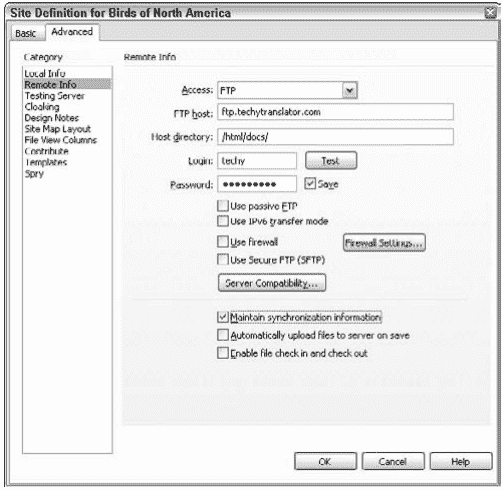 Site Definition for Birds of North America
Basic Advanced
Category
Local Info
Remote Info
Testing Server
Cloaking
Design Notes
Site Map Layout
File View Columns
Contribute
Templates
Spry
Remote Info
Access: FTP
FTP host: ftp.techytranslator.com
Host directory: /html/docs/
Login: techy Test
Password: ●●●●●●●●● Save
Use passive FTP
Use IPv6 transfer mode
Use firewall Firewall Settings...
Use Secure FTP (SFTP)
Server Compatibility...
Maintain synchronization information
Automatically upload files to server on save
Enable file check in and check out
OK Cancel Help